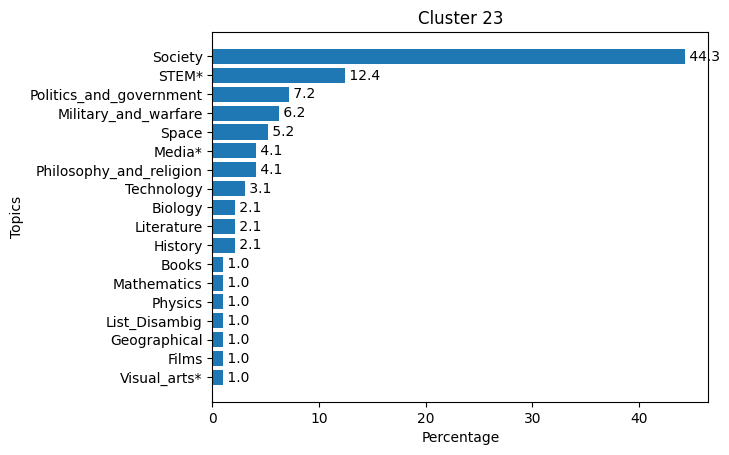 Cluster 23
Topics
Society 44.3
STEM* 12.4
Politics_and_government 7.2
Military_and_warfare 6.2
Space 5.2
Media* 4.1
Philosophy_and_religion 4.1
Technology 3.1
Biology 2.1
Literature 2.1
History 2.1
Books 1.0
Mathematics 1.0
Physics 1.0
List_Disambig 1.0
Geographical 1.0
Films 1.0
Visual_arts* 1.0
0 10 20 30 40
Percentage